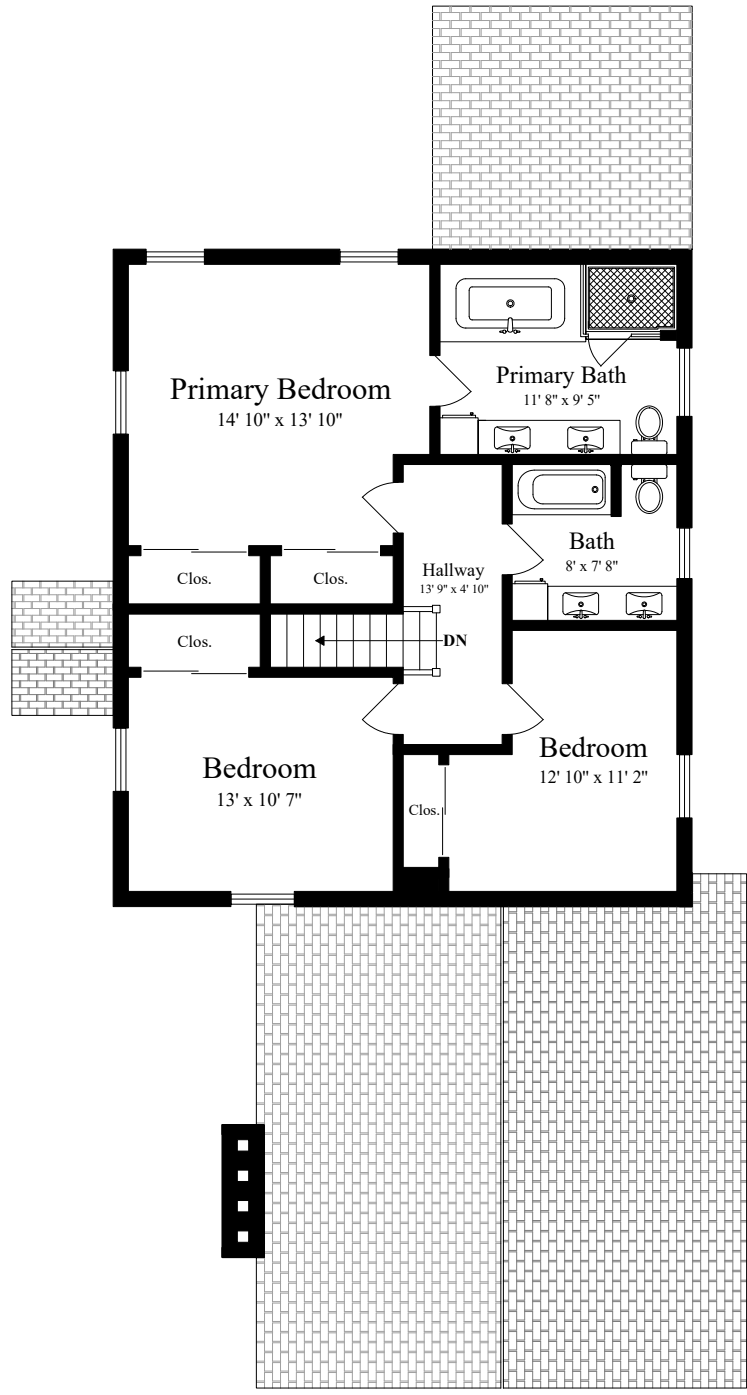 Primary Bedroom
14' 10" x 13' 10"
Primary Bath
11' 8" x 9' 5"
Bath
8' x 7' 8"
Hallway
13' 9" x 4' 10"
Clos.
Clos.
Clos.
DN
Bedroom
13' x 10' 7"
Bedroom
12' 10" x 11' 2"
Clos.